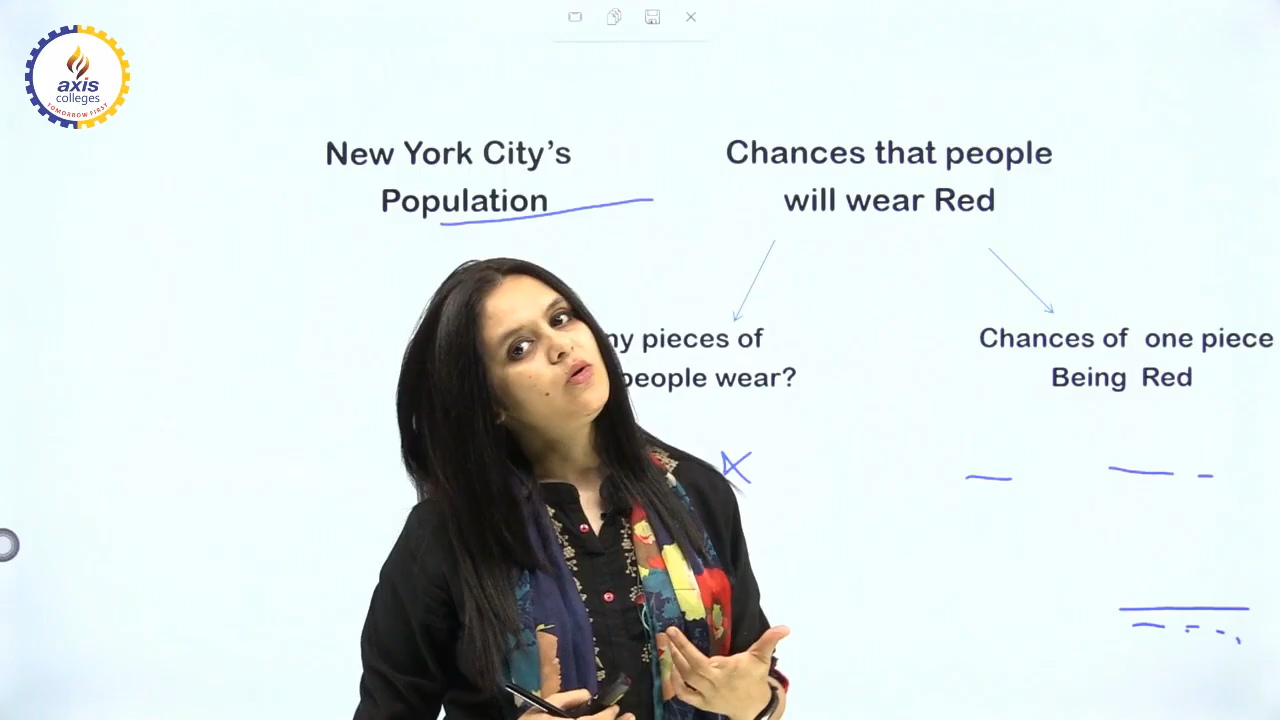 axis
colleges
TOMORROW FIRST
New York City's
Population
Chances that people
will wear Red
pieces of
people wear?
Chances of one piece
Being Red